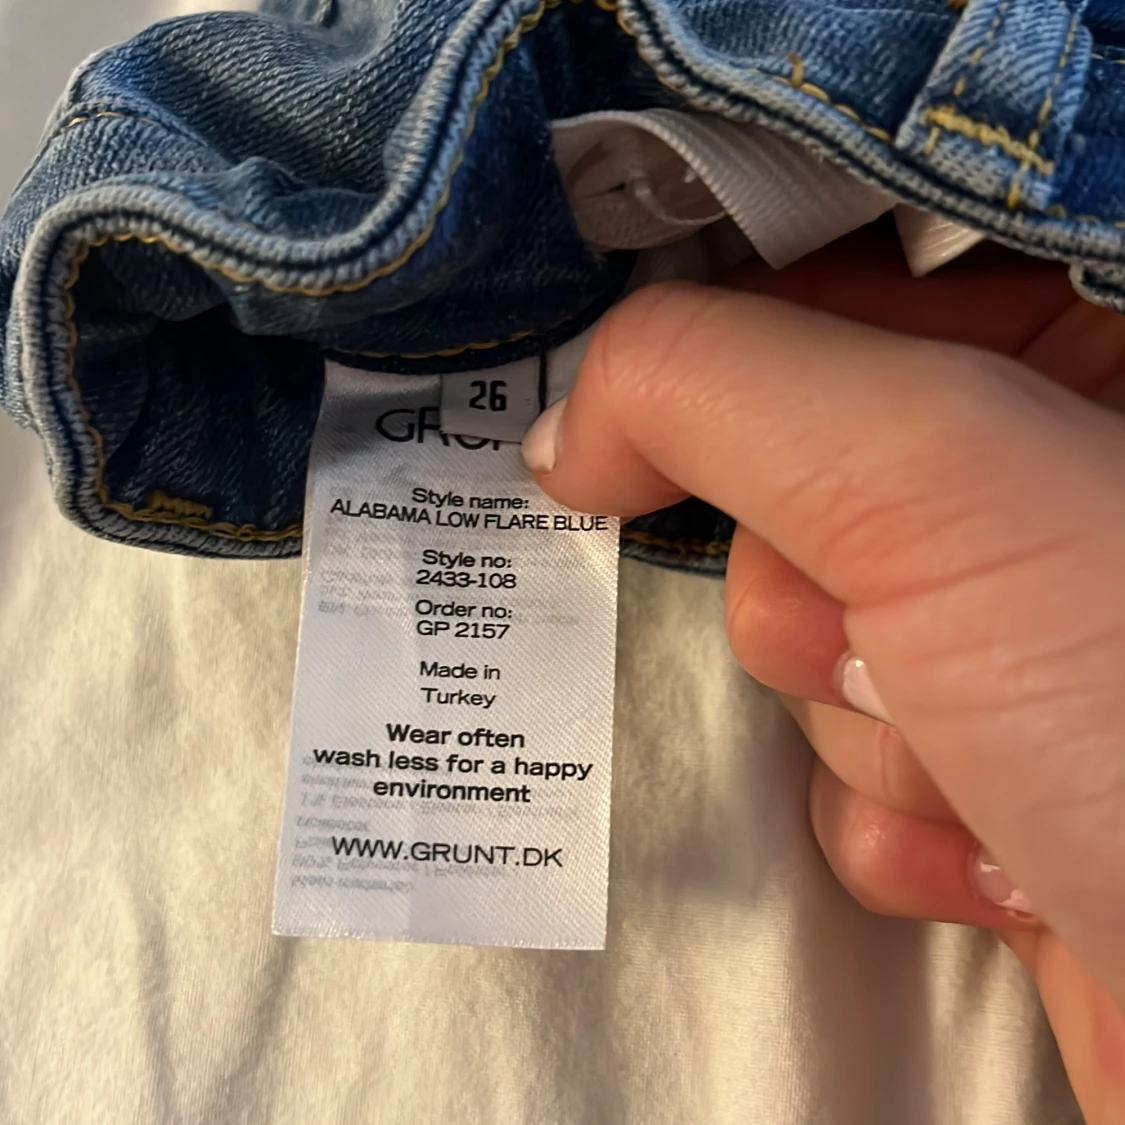 26
Style name:
ALABAMA LOW FLARE BLUE
Style no:
2433-108
Order no:
GP 2157
Made in
Turkey
Wear often
wash less for a happy
environment
WWW.GRUNT.DK